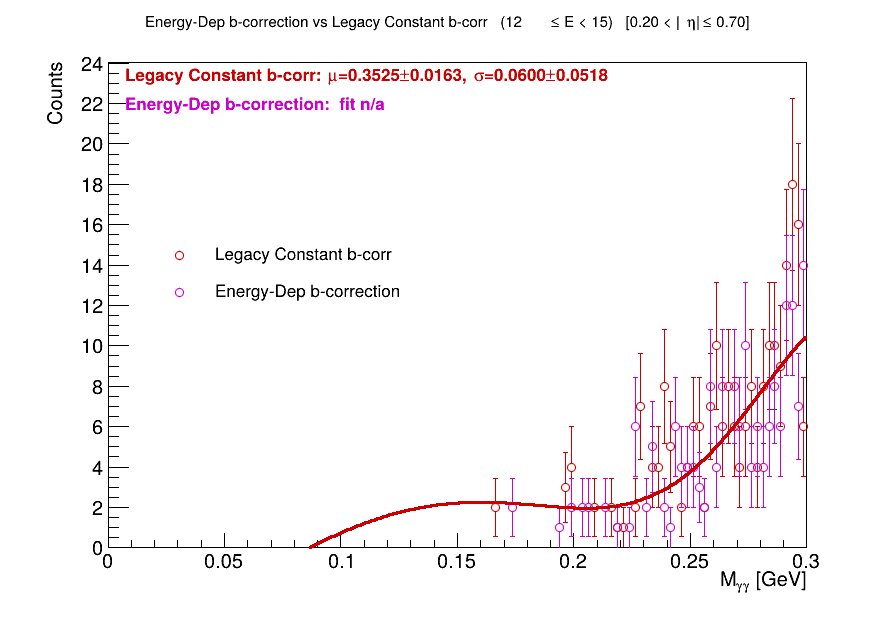 Energy-Dep b-correction vs Legacy Constant b-corr (12 ≤ E < 15) [0.20 < | η| ≤ 0.70]
Counts
24
22
20
18
16
14
12
10
8
6
4
2
0
Legacy Constant b-corr: μ=0.3525±0.0163, σ=0.0600±0.0518
Energy-Dep b-correction: fit n/a
Legacy Constant b-corr
Energy-Dep b-correction
0 0.05 0.1 0.15 0.2 0.25 0.3
Mγγ [GeV]